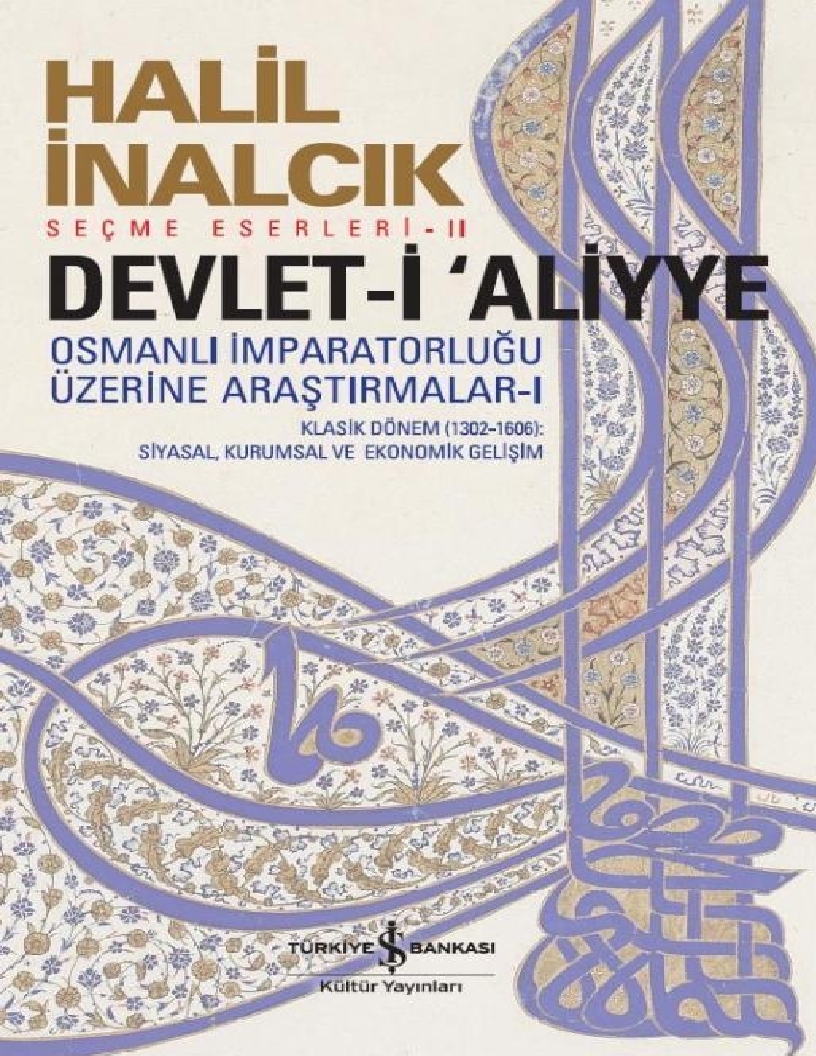 HALİL
İNALCIK
SEÇME ESERLERİ - II
DEVLET-İ ‘ALİYYE
OSMANLI İMPARATORLUĞU
ÜZERİNE ARAŞTIRMALAR-I
KLASİK DÖNEM (1302-1606):
SİYASAL, KURUMSAL VE EKONOMİK GELİŞİM
TÜRKİYE İŞ BANKASI
Kültür Yayınları